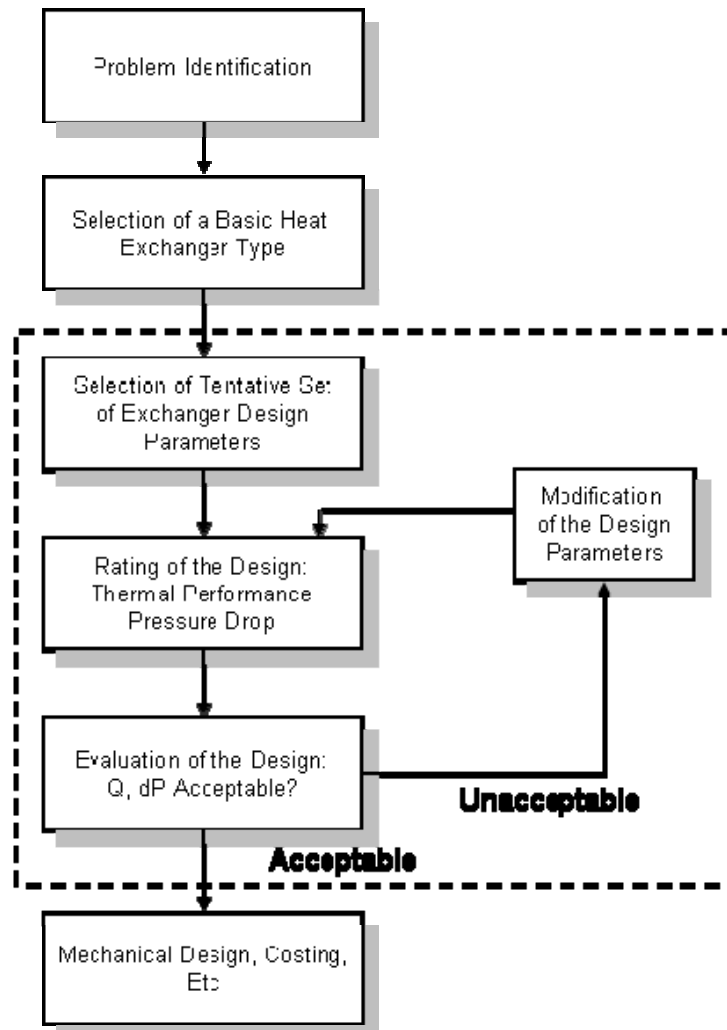 Problem Identification
Selection of a Basic Heat
Exchanger Type
Selection of Tentative Set
of Exchanger Design
Parameters
Modification
of the Design
Parameters
Rating of the Design:
Thermal Performance
Pressure Drop
Evaluation of the Design:
Q, dP Acceptable?
Unacceptable
Acceptable
Mechanical Design, Costing,
Etc